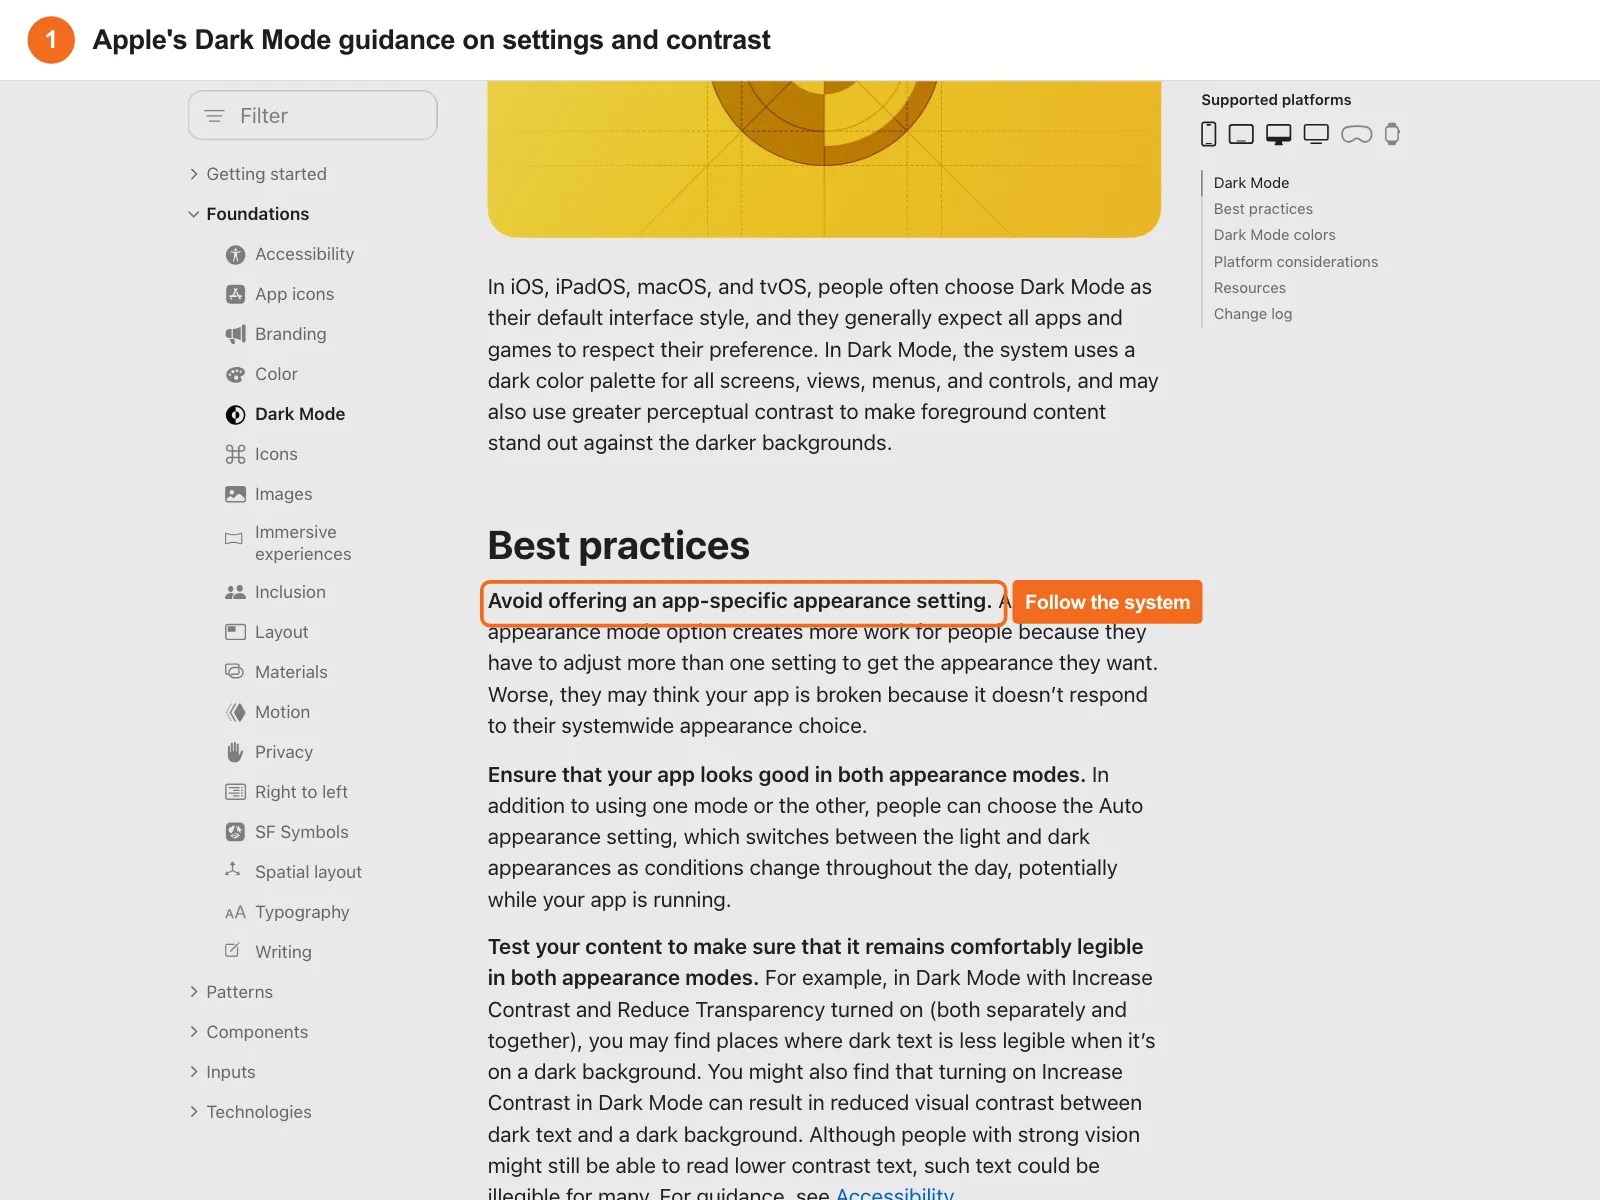 1
Apple's Dark Mode guidance on settings and contrast
Filter
Getting started
Foundations
Accessibility
App icons
Branding
Color
Dark Mode
Icons
Images
Immersive
experiences
Inclusion
Layout
Materials
Motion
Privacy
Right to left
SF Symbols
Spatial layout
AA Typography
Writing
Patterns
Components
Inputs
Technologies
In iOS, iPadOS, macOS, and tvOS, people often choose Dark Mode as
their default interface style, and they generally expect all apps and
games to respect their preference. In Dark Mode, the system uses a
dark color palette for all screens, views, menus, and controls, and may
also use greater perceptual contrast to make foreground content
stand out against the darker backgrounds.
Best practices
Avoid offering an app-specific appearance setting. A
Follow the system
appearance mode option creates more work for people because they
have to adjust more than one setting to get the appearance they want.
Worse, they may think your app is broken because it doesn’t respond
to their systemwide appearance choice.
Ensure that your app looks good in both appearance modes. In
addition to using one mode or the other, people can choose the Auto
appearance setting, which switches between the light and dark
appearances as conditions change throughout the day, potentially
while your app is running.
Test your content to make sure that it remains comfortably legible
in both appearance modes. For example, in Dark Mode with Increase
Contrast and Reduce Transparency turned on (both separately and
together), you may find places where dark text is less legible when it’s
on a dark background. You might also find that turning on Increase
Contrast in Dark Mode can result in reduced visual contrast between
dark text and a dark background. Although people with strong vision
might still be able to read lower contrast text, such text could be
illegible for many. For guidance, see Accessibility.
Supported platforms
Dark Mode
Best practices
Dark Mode colors
Platform considerations
Resources
Change log